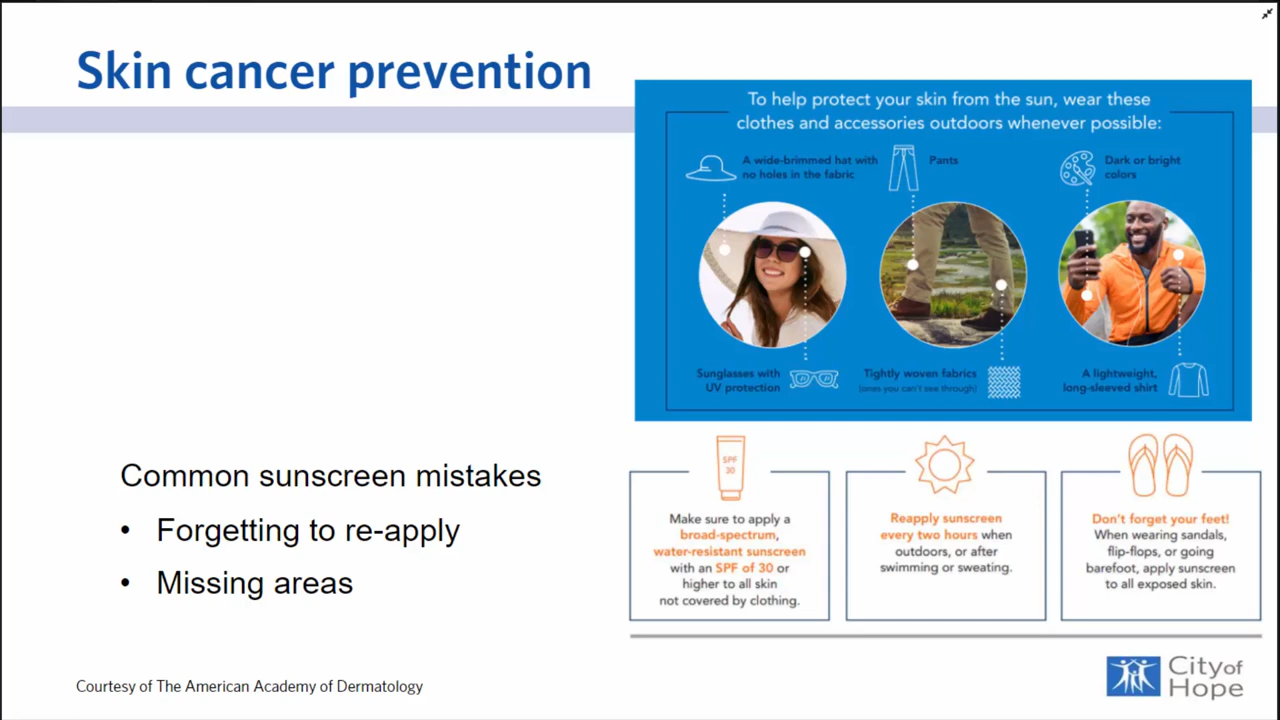 Skin cancer prevention
To help protect your skin from the sun, wear these
clothes and accessories outdoors whenever possible:
A wide-brimmed hat with
no holes in the fabric
Pants
Dark or bright
colors
Sunglasses with
UV protection
Tightly woven fabrics
(ones you can't see through)
A lightweight,
long-sleeved shirt
Common sunscreen mistakes
• Forgetting to re-apply
• Missing areas
SPF
30
Make sure to apply a
broad-spectrum,
water-resistant sunscreen
with an SPF of 30 or
higher to all skin
not covered by clothing.
Reapply sunscreen
every two hours when
outdoors, or after
swimming or sweating.
Don't forget your feet!
When wearing sandals,
flip-flops, or going
barefoot, apply sunscreen
to all exposed skin.
Courtesy of The American Academy of Dermatology
City of
Hope